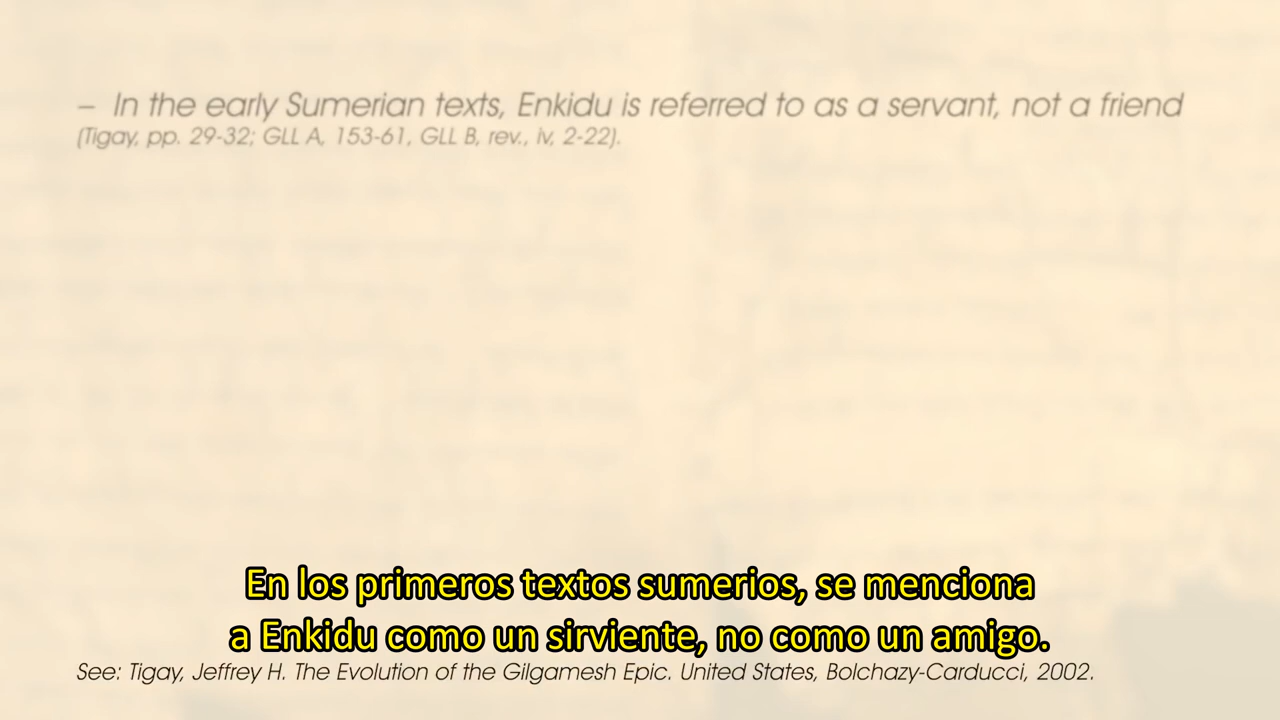 – In the early Sumerian texts, Enkidu is referred to as a servant, not a friend
(Tigay, pp. 29-32; GLL A, 153-61, GLL B, rev., iv, 2-22).
En los primeros textos sumerios, se menciona
a Enkidu como un sirviente, no como un amigo.
See: Tigay, Jeffrey H. The Evolution of the Gilgamesh Epic. United States, Bolchazy-Carducci, 2002.